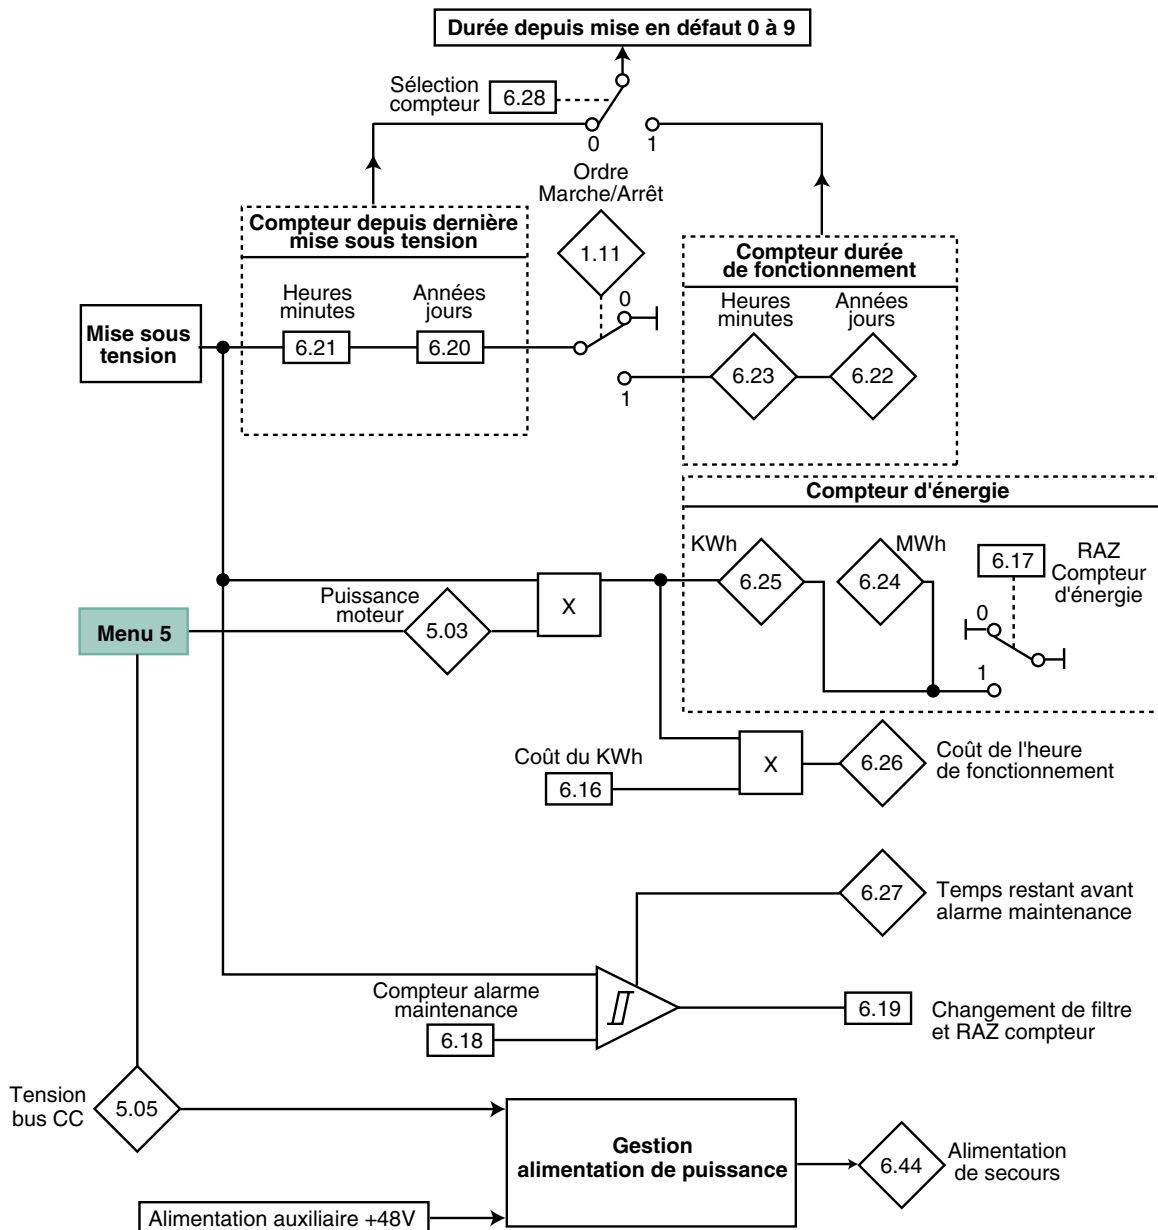 Durée depuis mise en défaut 0 à 9
Sélection
compteur
6.28
0
1
Ordre
Marche/Arrêt
1.11
Compteur depuis dernière
mise sous tension
Heures
minutes
6.21
Années
jours
6.20
0
1
Compteur durée
de fonctionnement
Heures
minutes
6.23
Années
jours
6.22
Mise sous
tension
Compteur d'énergie
KWh
6.25
MWh
6.24
6.17
RAZ
Compteur
d'énergie
0
1
Puissance
moteur
5.03
X
Menu 5
Coût du KWh
6.16
X
6.26
Coût de l'heure
de fonctionnement
6.27
Temps restant avant
alarme maintenance
Compteur alarme
maintenance
6.18
6.19
Changement de filtre
et RAZ compteur
Tension
bus CC
5.05
Gestion
alimentation de puissance
6.44
Alimentation
de secours
Alimentation auxiliaire +48V